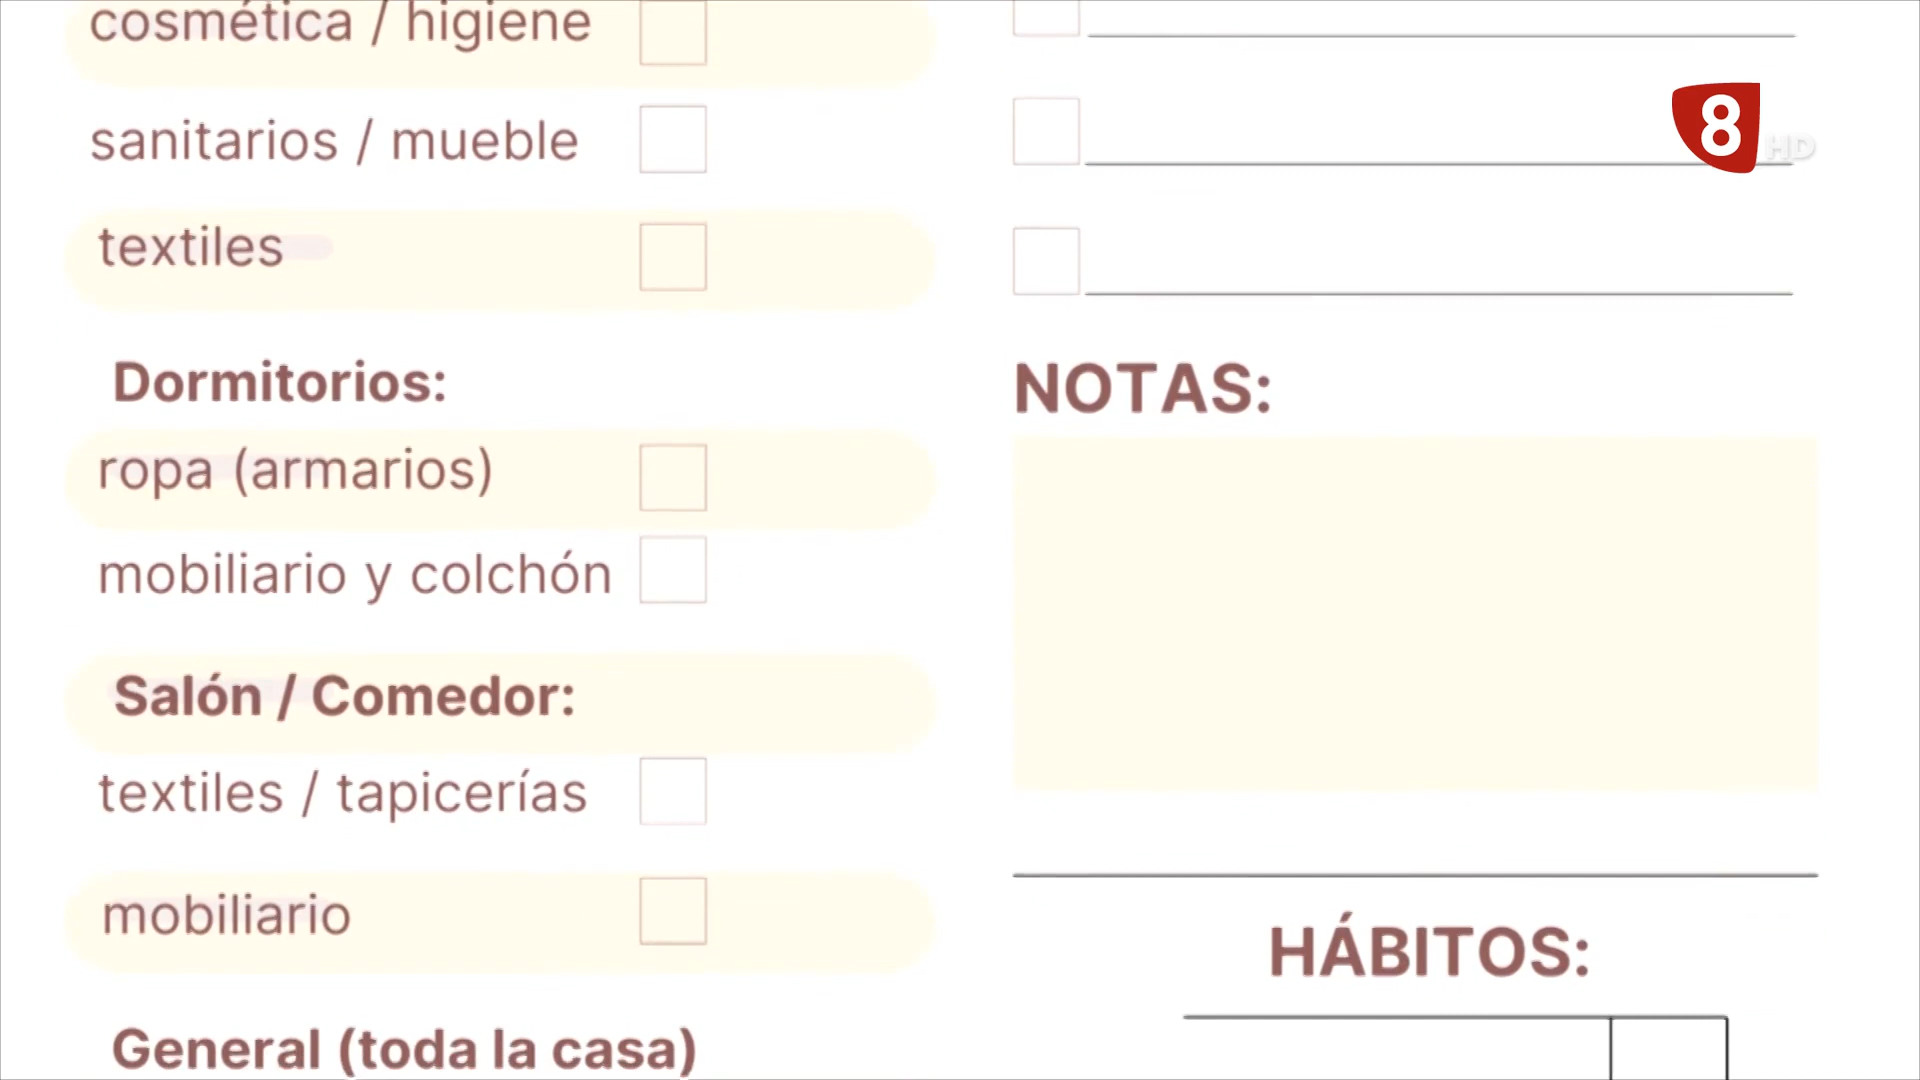 cosmética / higiene
sanitarios / mueble
textiles
Dormitorios:
ropa (armarios)
mobiliario y colchón
Salón / Comedor:
textiles / tapicerías
mobiliario
General (toda la casa)
8 HD
NOTAS:
HÁBITOS: